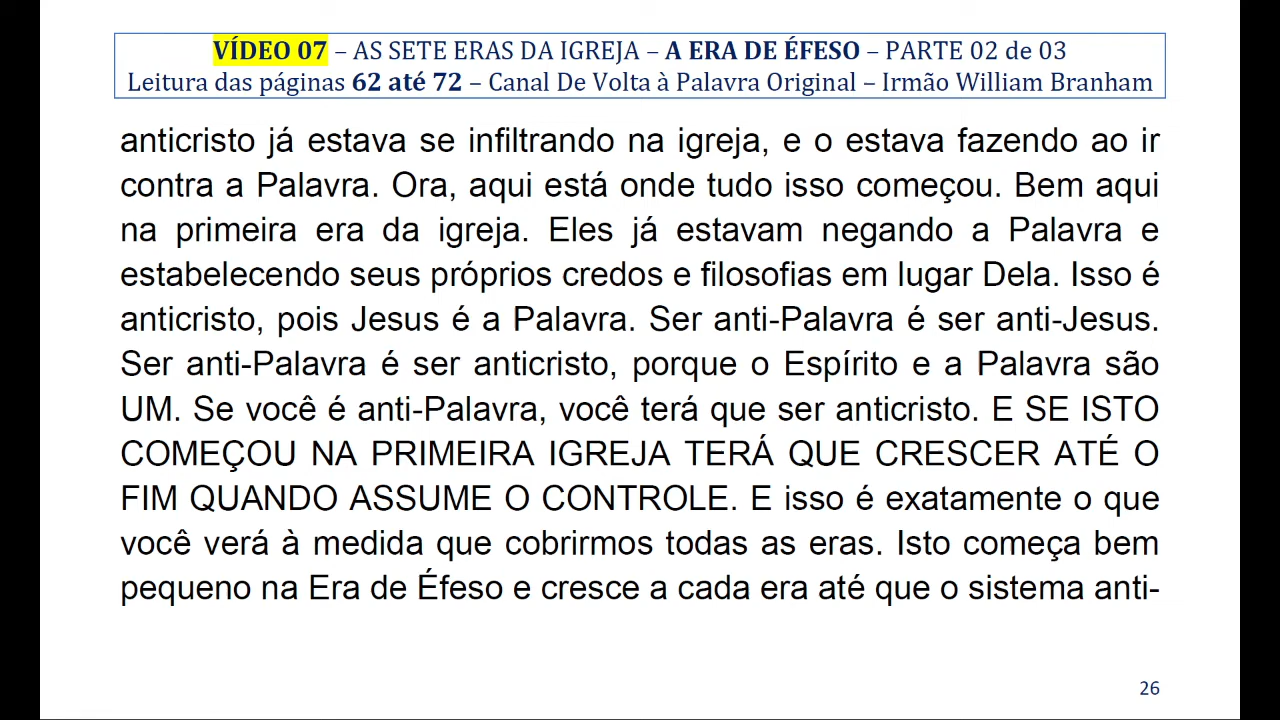 VÍDEO 07 – AS SETE ERAS DA IGREJA – A ERA DE ÉFESO – PARTE 02 de 03
Leitura das páginas 62 até 72 – Canal De Volta à Palavra Original – Irmão William Branham
anticristo já estava se infiltrando na igreja, e o estava fazendo ao ir
contra a Palavra. Ora, aqui está onde tudo isso começou. Bem aqui
na primeira era da igreja. Eles já estavam negando a Palavra e
estabelecendo seus próprios credos e filosofias em lugar Dela. Isso é
anticristo, pois Jesus é a Palavra. Ser anti-Palavra é ser anti-Jesus.
Ser anti-Palavra é ser anticristo, porque o Espírito e a Palavra são
UM. Se você é anti-Palavra, você terá que ser anticristo. E SE ISTO
COMEÇOU NA PRIMEIRA IGREJA TERÁ QUE CRESCER ATÉ O
FIM QUANDO ASSUME O CONTROLE. E isso é exatamente o que
você verá à medida que cobrirmos todas as eras. Isto começa bem
pequeno na Era de Éfeso e cresce a cada era até que o sistema anti-
26